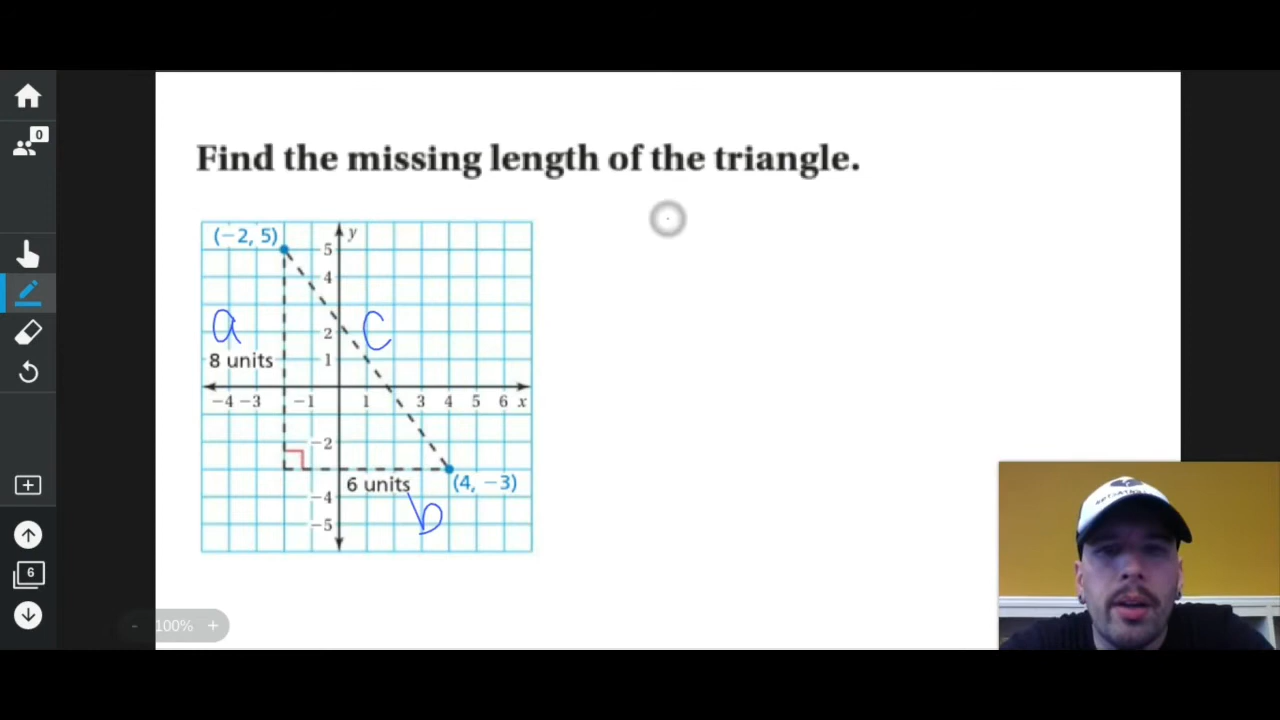 0
Find the missing length of the triangle.
(−2, 5)
y
5
4
a
c
2
8 units
1
−4 −3 −1 1 3 4 5 6 x
−2
6 units
(4, −3)
−4
b
−5
6
- 100% +